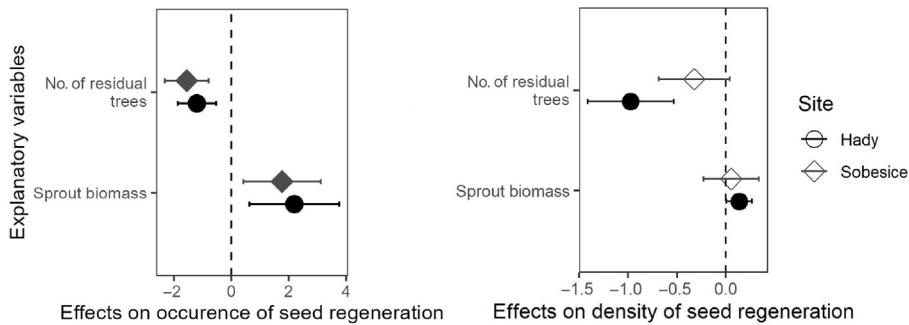 Explanatory variables
No. of residual
trees
Sprout biomass
−2
0
2
4
Effects on occurence of seed regeneration
No. of residual
trees
Sprout biomass
−1.5
−1.0
−0.5
0.0
Effects on density of seed regeneration
Site
Hady
Sobesice